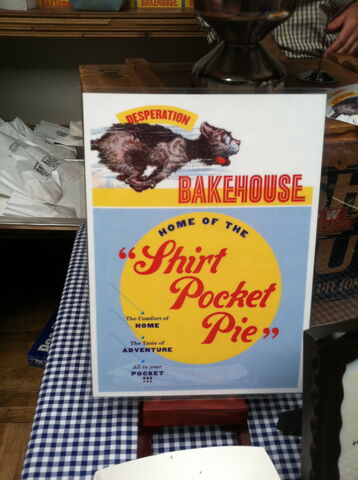 BAKEHOUSE
DESPERATION
BAKEHOUSE
HOME OF THE
"Shirt
Pocket
Pie"
The Comfort of
HOME
The Taste of
ADVENTURE
All in your
POCKET
!!!